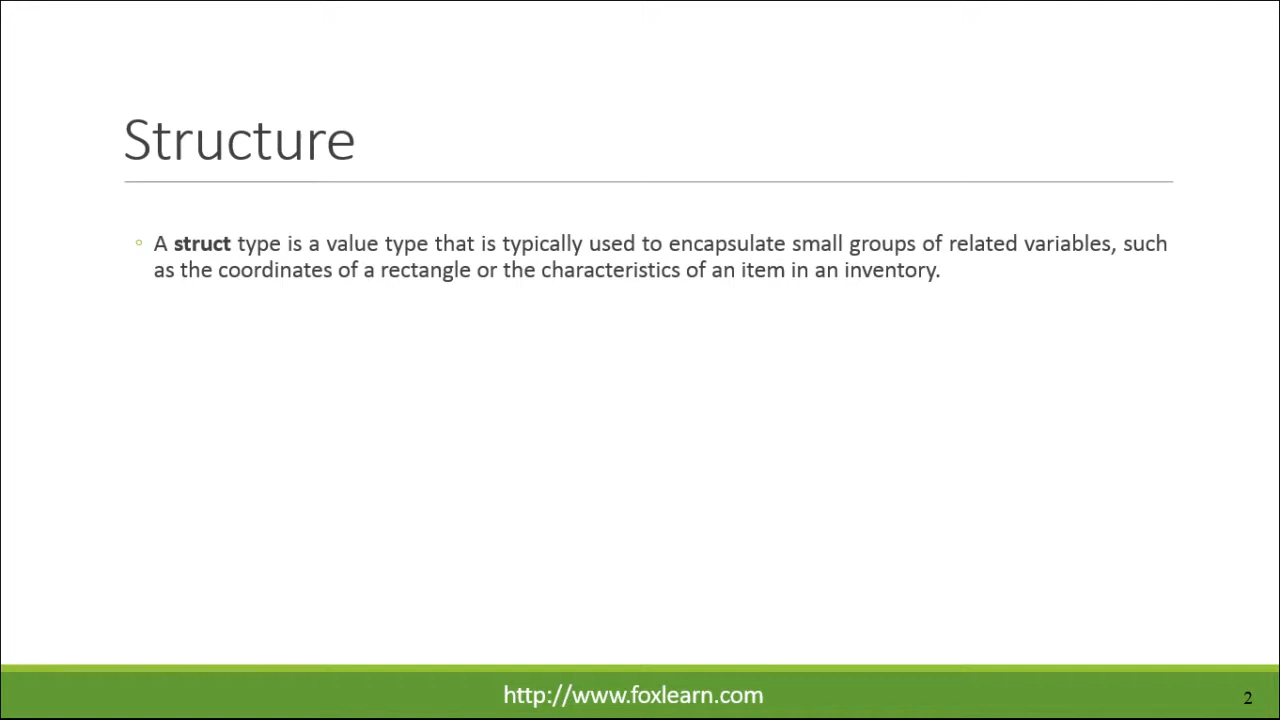 Structure
◦ A struct type is a value type that is typically used to encapsulate small groups of related variables, such
as the coordinates of a rectangle or the characteristics of an item in an inventory.
http://www.foxlearn.com
2